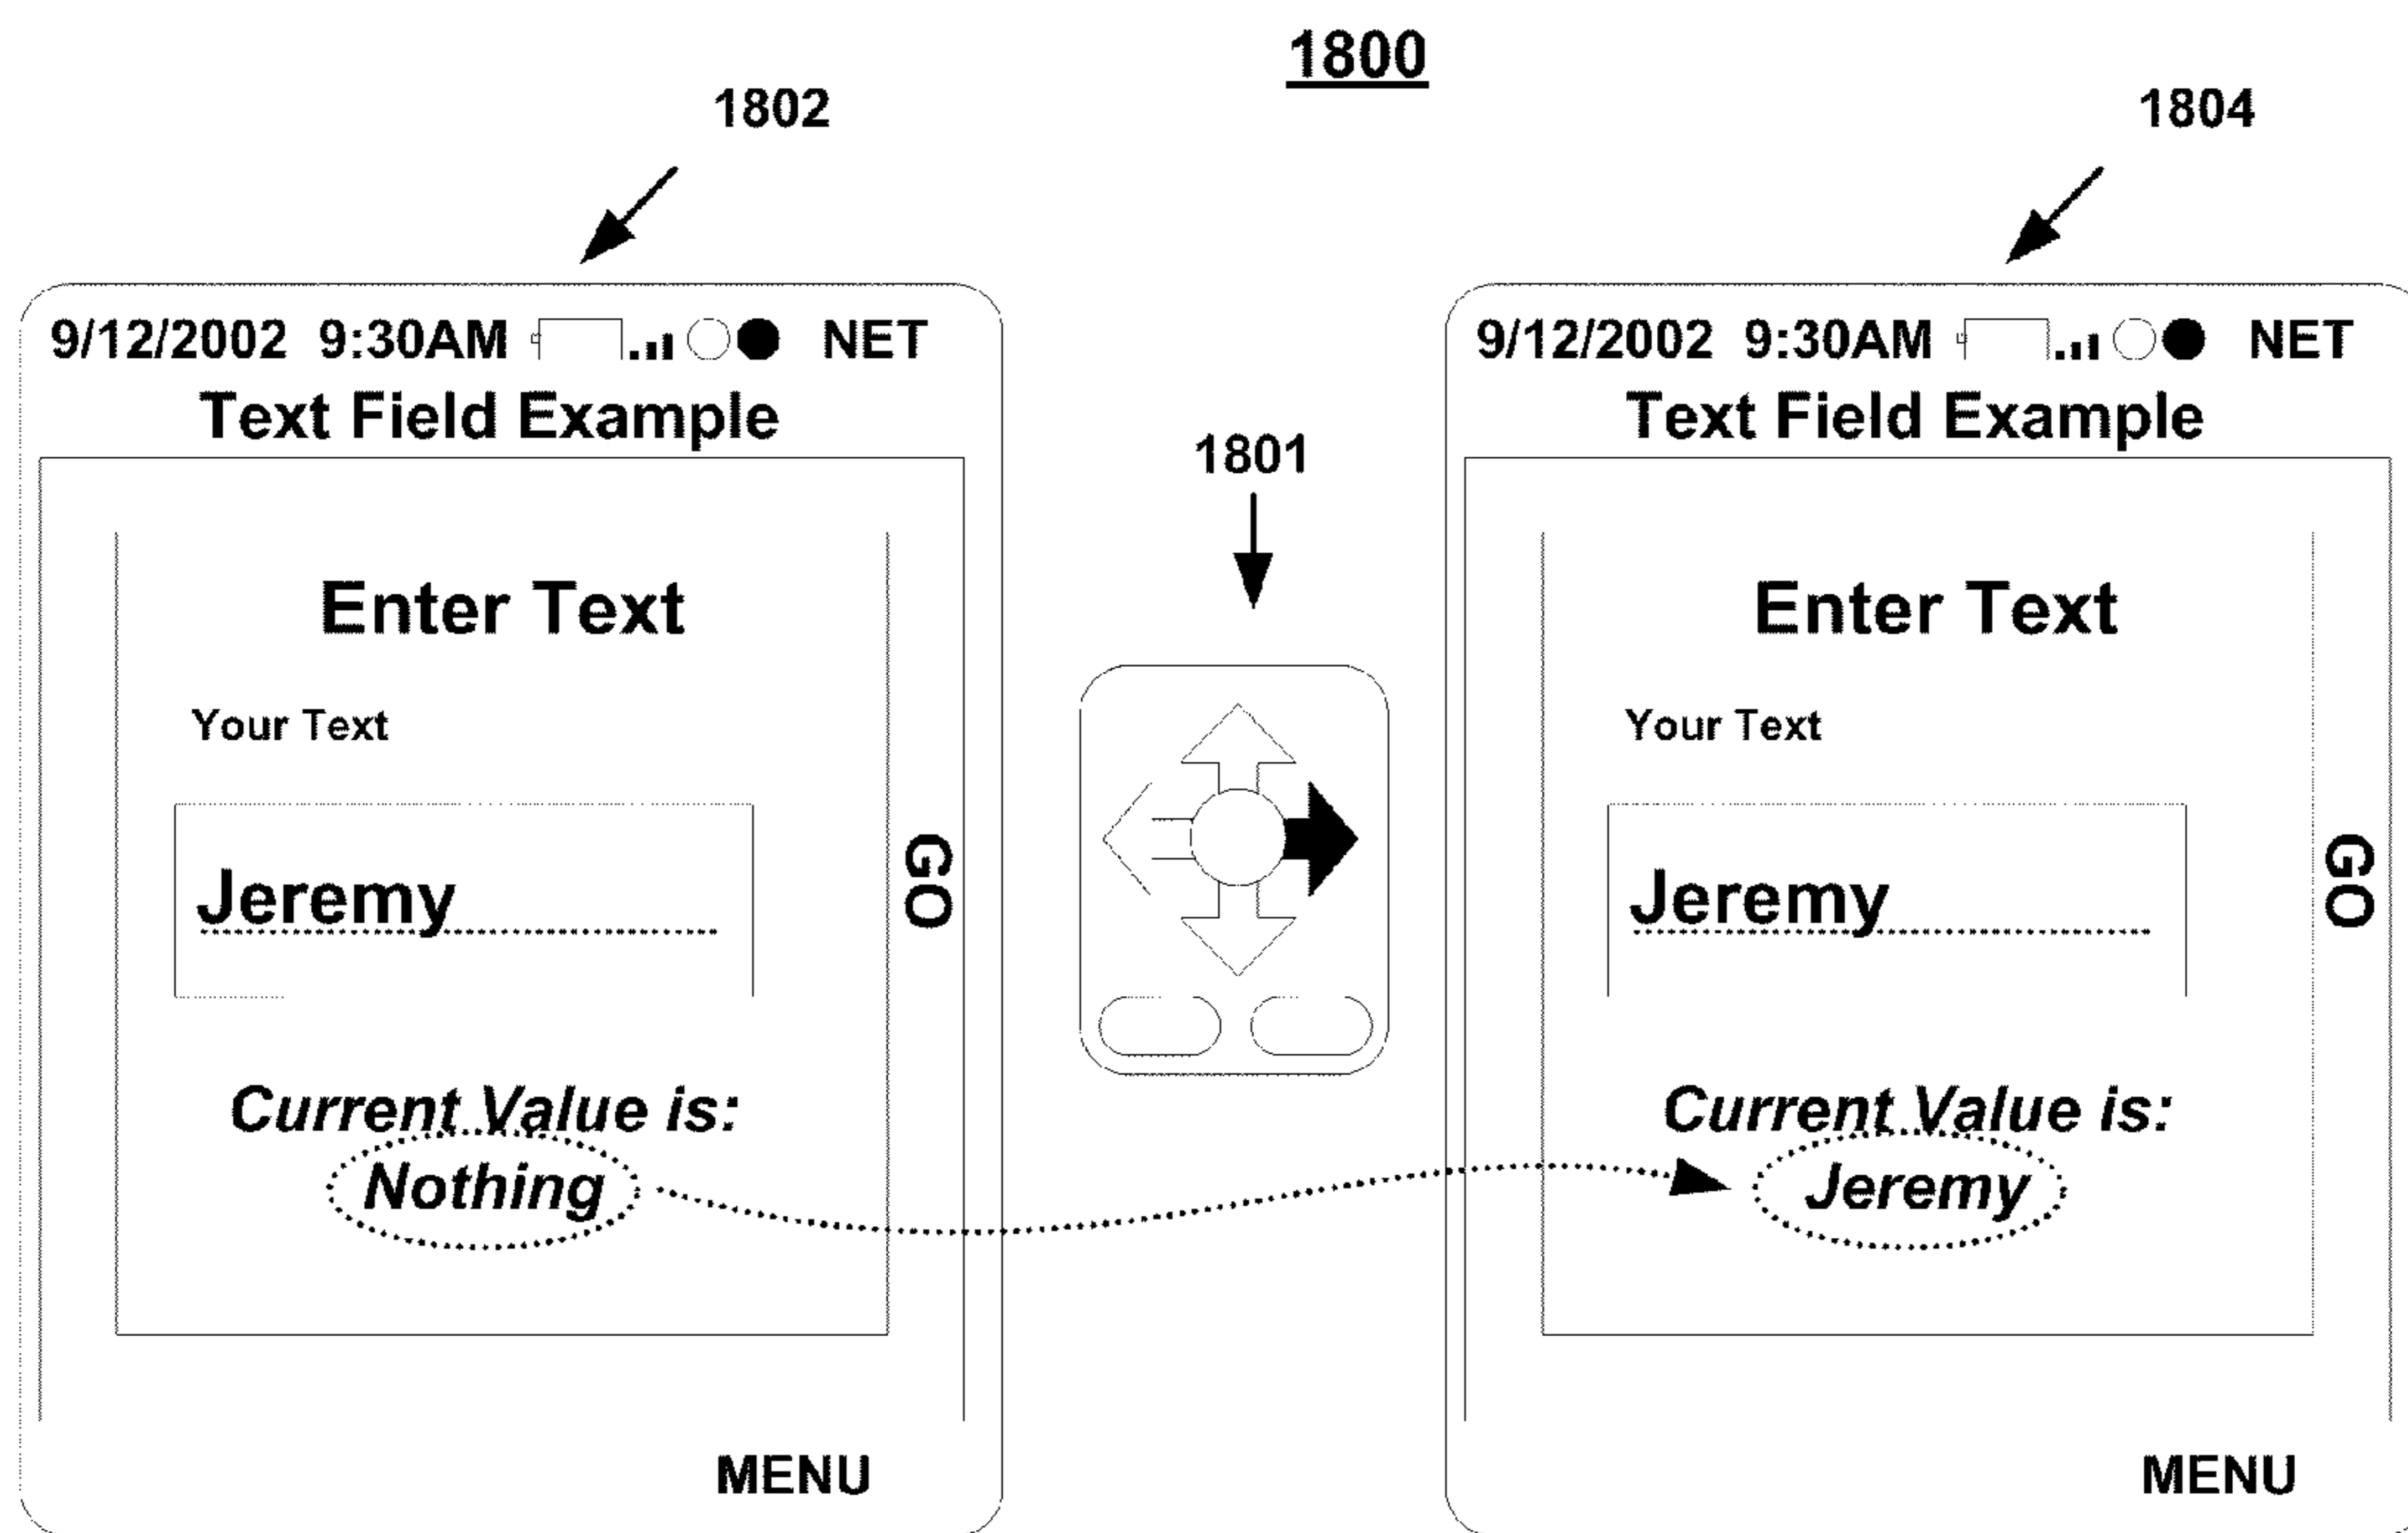 1800
1802
1804
9/12/2002 9:30AM NET
Text Field Example
Enter Text
Your Text
Jeremy
GO
Current Value is:
Nothing
MENU
1801
9/12/2002 9:30AM NET
Text Field Example
Enter Text
Your Text
Jeremy
GO
Current Value is:
Jeremy
MENU